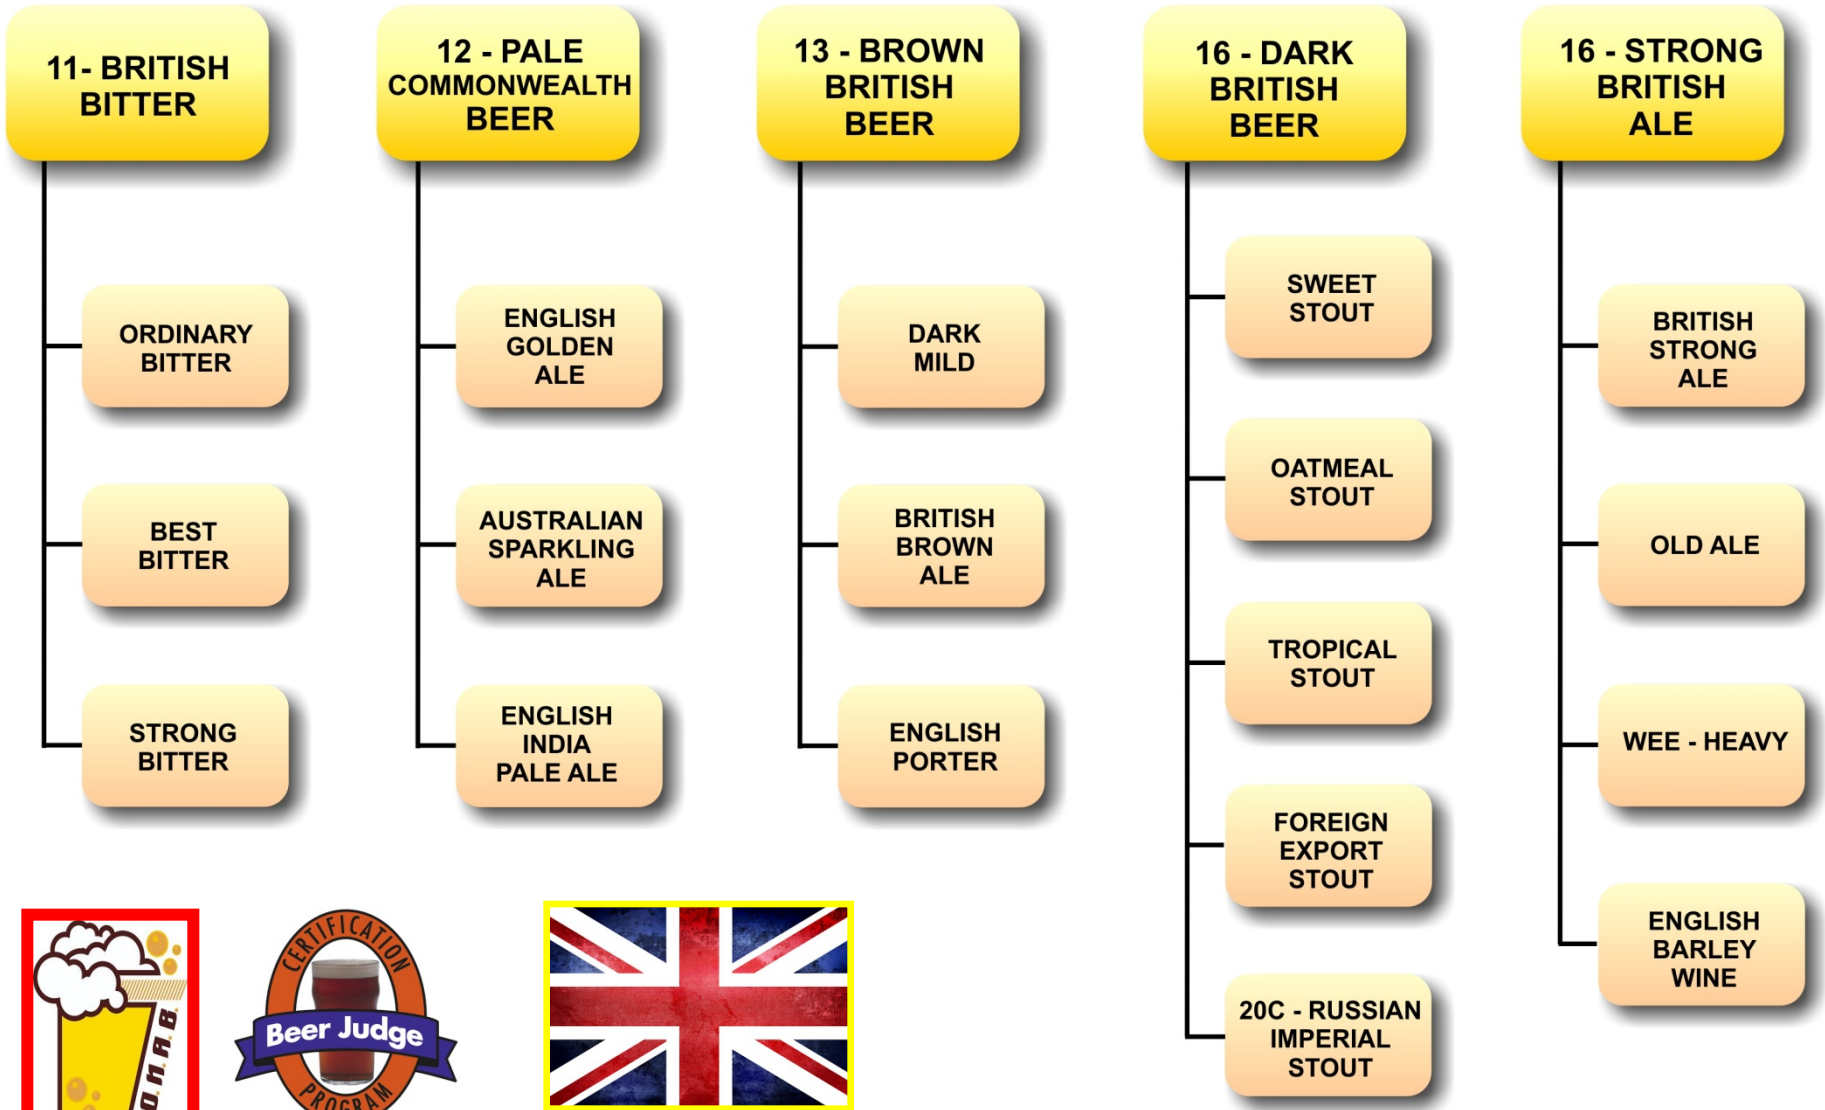 11- BRITISH
BITTER
ORDINARY
BITTER
BEST
BITTER
STRONG
BITTER
12 - PALE
COMMONWEALTH
BEER
ENGLISH
GOLDEN
ALE
AUSTRALIAN
SPARKLING
ALE
ENGLISH
INDIA
PALE ALE
13 - BROWN
BRITISH
BEER
DARK
MILD
BRITISH
BROWN
ALE
ENGLISH
PORTER
16 - DARK
BRITISH
BEER
SWEET
STOUT
OATMEAL
STOUT
TROPICAL
STOUT
FOREIGN
EXPORT
STOUT
20C - RUSSIAN
IMPERIAL
STOUT
16 - STRONG
BRITISH
ALE
BRITISH
STRONG
ALE
OLD ALE
WEE - HEAVY
ENGLISH
BARLEY
WINE
CERTIFICATION
Beer Judge
PROGRAM